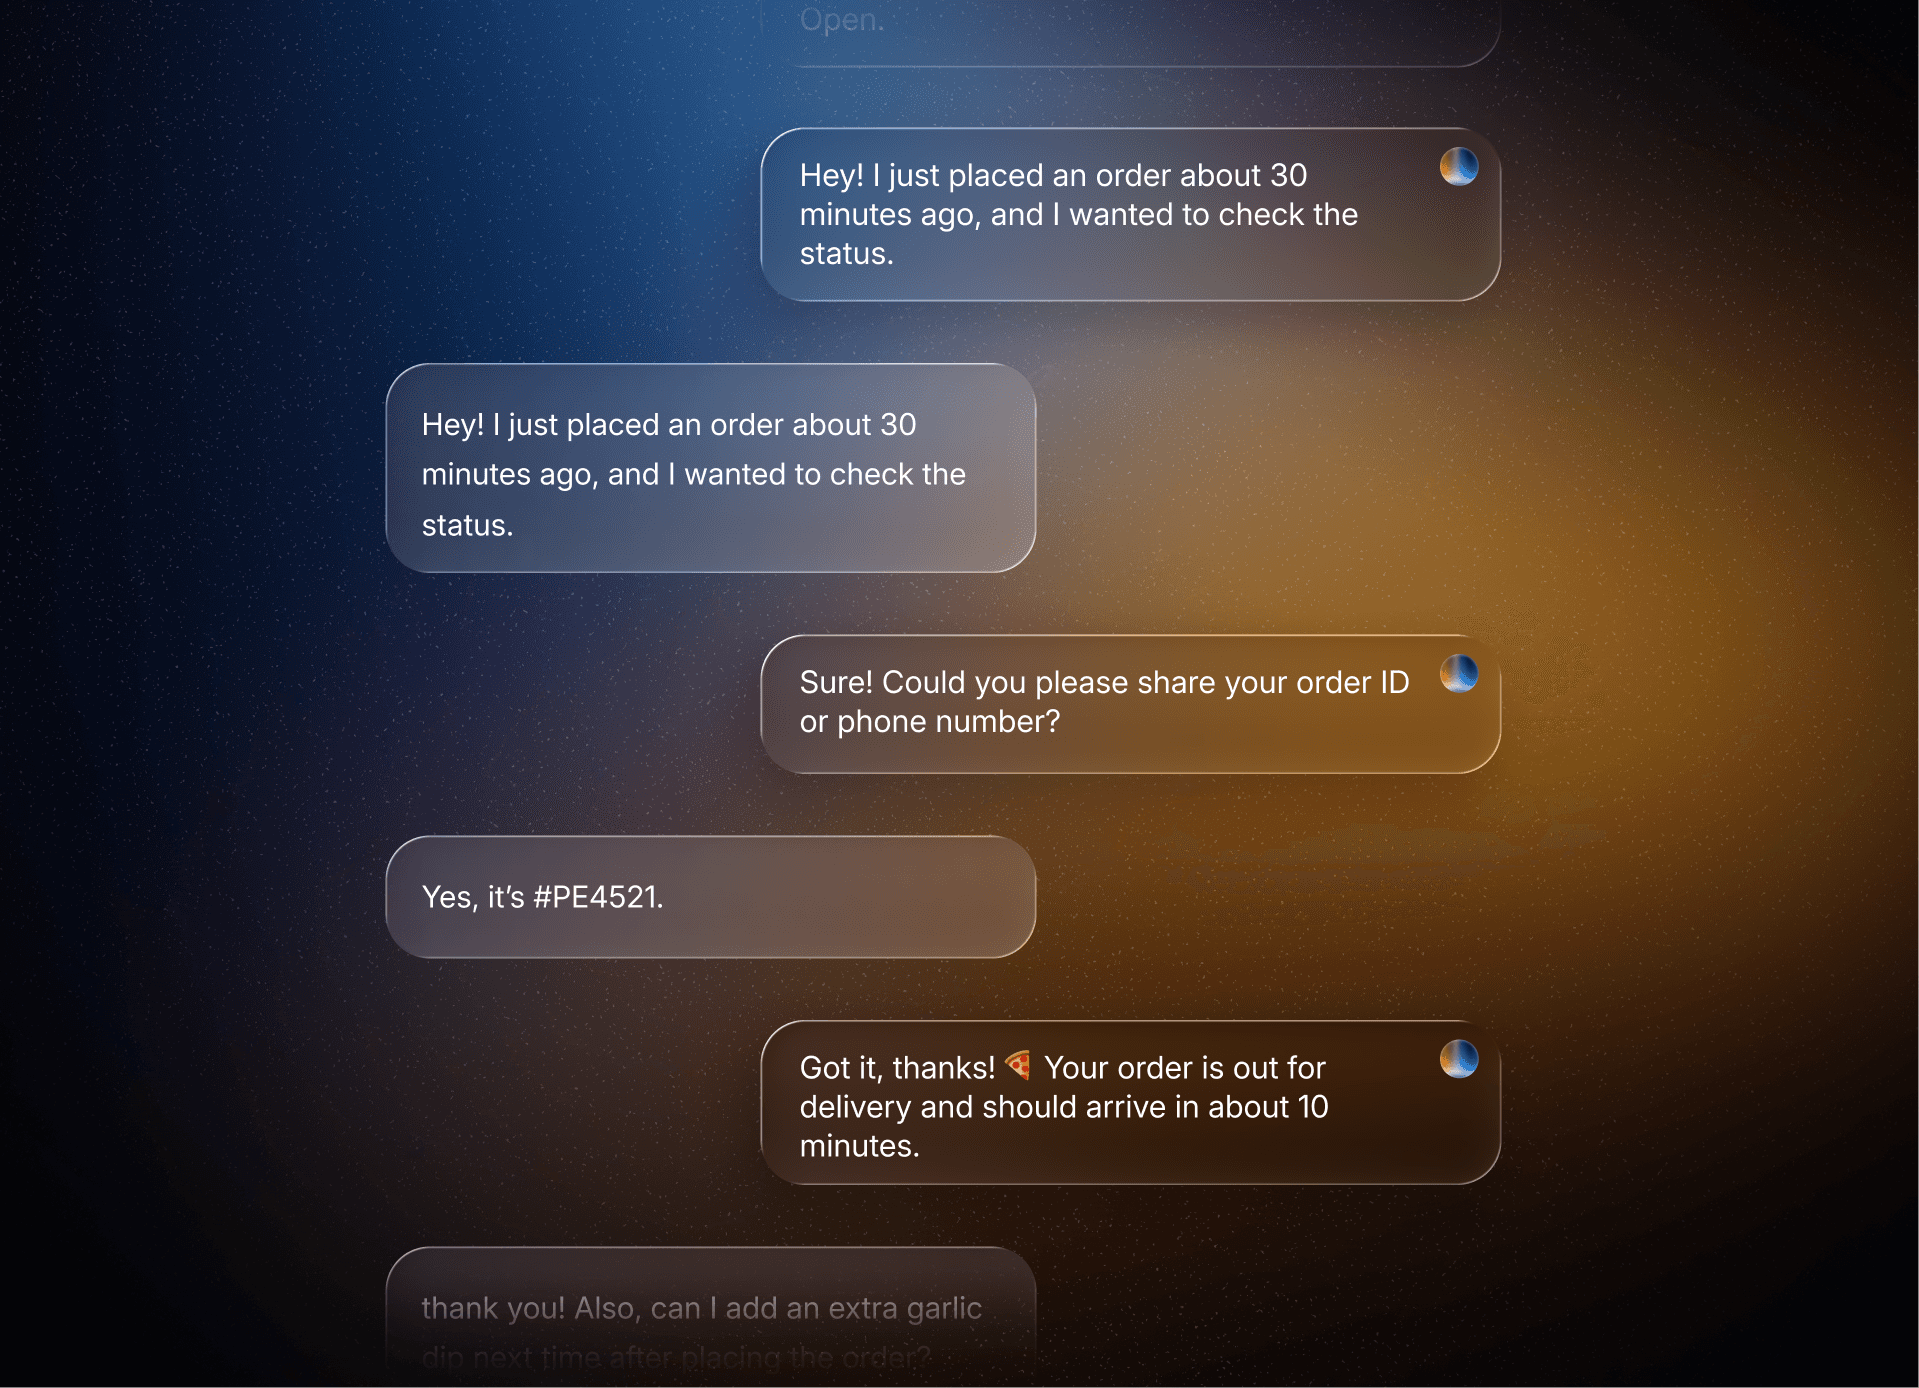 Open.
Hey! I just placed an order about 30
minutes ago, and I wanted to check the
status.
Hey! I just placed an order about 30
minutes ago, and I wanted to check the
status.
Sure! Could you please share your order ID
or phone number?
Yes, it’s #PE4521.
Got it, thanks! 🍕 Your order is out for
delivery and should arrive in about 10
minutes.
thank you! Also, can I add an extra garlic
dip next time after placing the order?